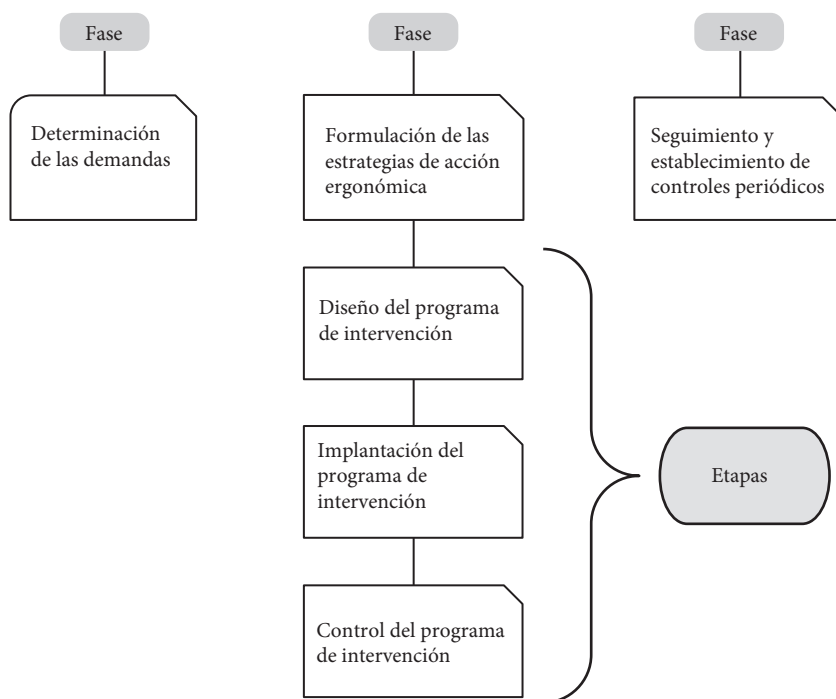 Fase
Determinación
de las demandas
Fase
Formulación de las
estrategias de acción
ergonómica
Diseño del programa
de intervención
Implantación del
programa de
intervención
Control del programa
de intervención
Fase
Seguimiento y
establecimiento de
controles periódicos
Etapas